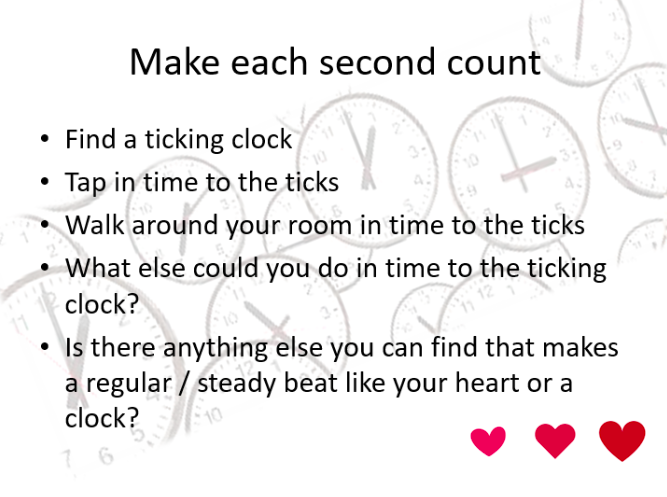 Make each second count
• Find a ticking clock
• Tap in time to the ticks
• Walk around your room in time to the ticks
• What else could you do in time to the ticking
clock?
• Is there anything else you can find that makes
a regular / steady beat like your heart or a
clock?